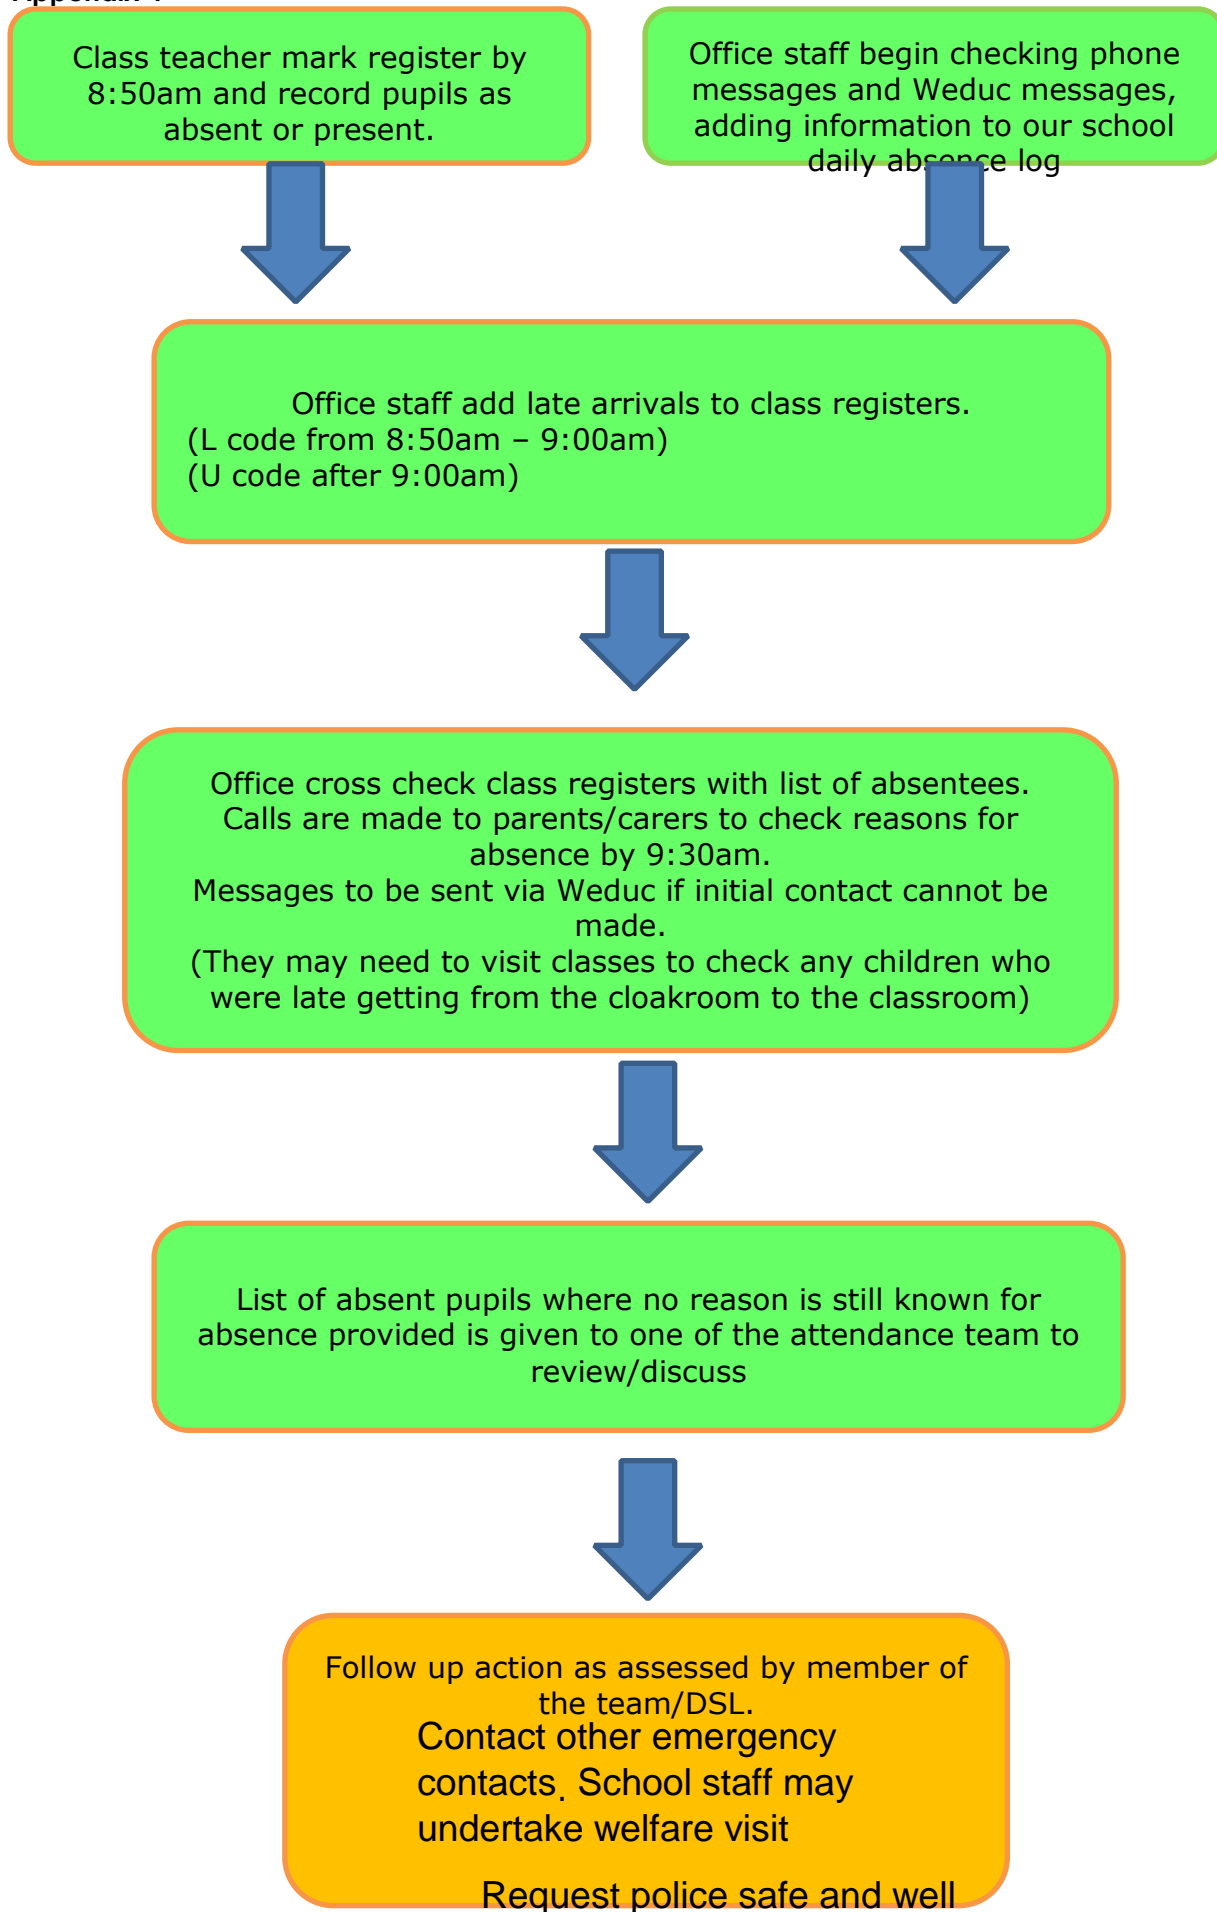 Class teacher mark register by
8:50am and record pupils as
absent or present.
Office staff begin checking phone
messages and Weduc messages,
adding information to our school
daily absence log
Office staff add late arrivals to class registers.
(L code from 8:50am – 9:00am)
(U code after 9:00am)
Office cross check class registers with list of absentees.
Calls are made to parents/carers to check reasons for
absence by 9:30am.
Messages to be sent via Weduc if initial contact cannot be
made.
(They may need to visit classes to check any children who
were late getting from the cloakroom to the classroom)
List of absent pupils where no reason is still known for
absence provided is given to one of the attendance team to
review/discuss
Follow up action as assessed by member of
the team/DSL.
Contact other emergency
contacts. School staff may
undertake welfare visit
Request police safe and well